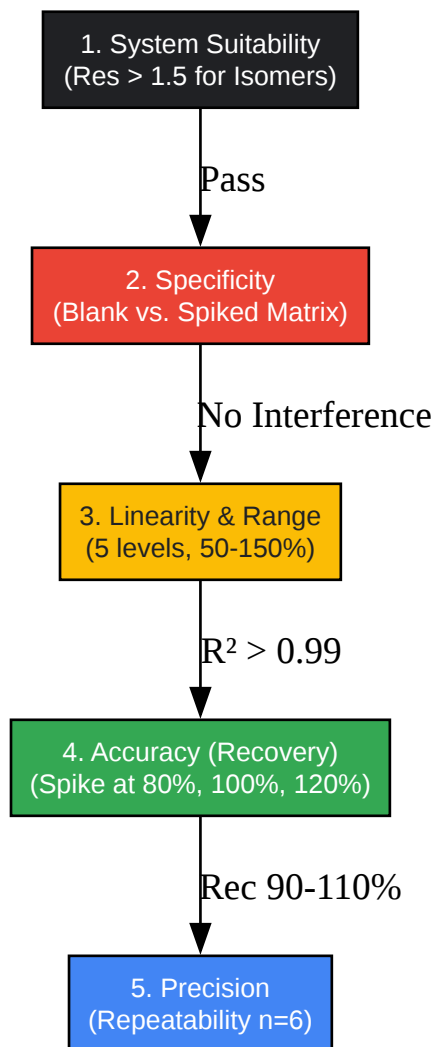 1. System Suitability
(Res > 1.5 for Isomers)
Pass
2. Specificity
(Blank vs. Spiked Matrix)
No Interference
3. Linearity & Range
(5 levels, 50-150%)
R² > 0.99
4. Accuracy (Recovery)
(Spike at 80%, 100%, 120%)
Rec 90-110%
5. Precision
(Repeatability n=6)